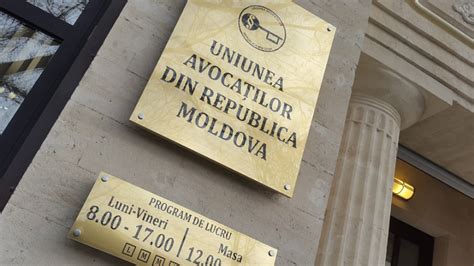 UNIUNEA
AVOCAȚILOR
DIN REPUBLICA
MOLDOVA
PROGRAM DE LUCRU
Luni-Vineri Masa
8.00 - 17.00 12.00
L M M